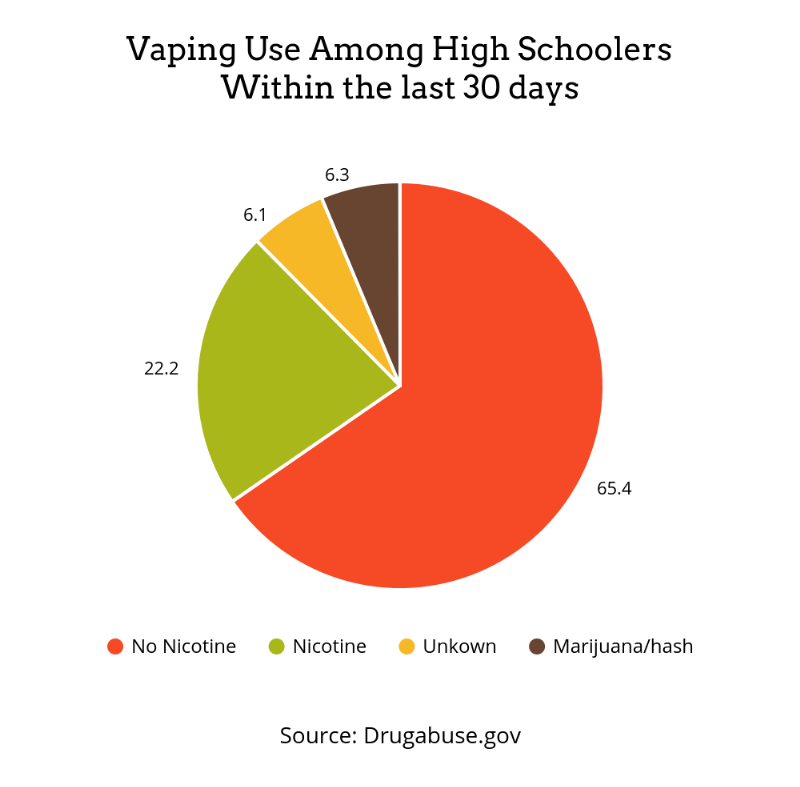 Vaping Use Among High Schoolers
Within the last 30 days
6.3
6.1
22.2
65.4
No Nicotine Nicotine Unkown Marijuana/hash
Source: Drugabuse.gov